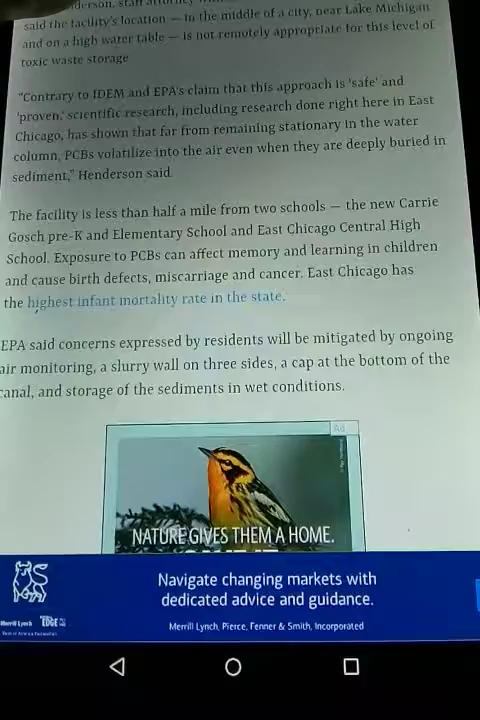 derson, staff attorney
said the facility's location — in the middle of a city, near Lake Michigan
and on a high water table — is not remotely appropriate for this level of
toxic waste storage
"Contrary to IDEM and EPA's claim that this approach is 'safe' and
'proven,' scientific research, including research done right here in East
Chicago, has shown that far from remaining stationary in the water
column, PCBs volatilize into the air even when they are deeply buried in
sediment," Henderson said.
The facility is less than half a mile from two schools — the new Carrie
Gosch pre-K and Elementary School and East Chicago Central High
School. Exposure to PCBs can affect memory and learning in children
and cause birth defects, miscarriage and cancer. East Chicago has
the highest infant mortality rate in the state.
EPA said concerns expressed by residents will be mitigated by ongoing
air monitoring, a slurry wall on three sides, a cap at the bottom of the
canal, and storage of the sediments in wet conditions.
Ad
NATURE GIVES THEM A HOME.
Navigate changing markets with
dedicated advice and guidance.
Merrill Lynch
EDGE
Merrill Lynch, Pierce, Fenner & Smith, Incorporated